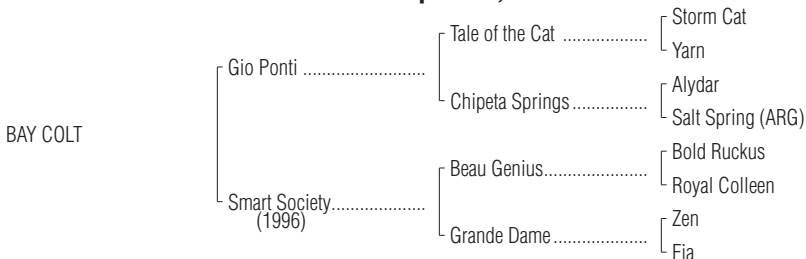 Storm Cat
Tale of the Cat ..................
Yarn
Gio Ponti ..........................
Alydar
Chipeta Springs................
Salt Spring (ARG)
BAY COLT
Bold Ruckus
Beau Genius......................
Royal Colleen
Smart Society....................
(1996)
Zen
Grande Dame ....................